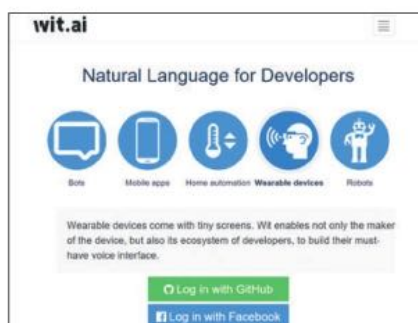 wit.ai
Natural Language for Developers
Bots Mobile apps Home automation Wearable devices Robots
Wearable devices come with tiny screens. Wit enables not only the maker
of the device, but also its ecosystem of developers, to build their must-
have voice interface.
Log in with GitHub
Log in with Facebook